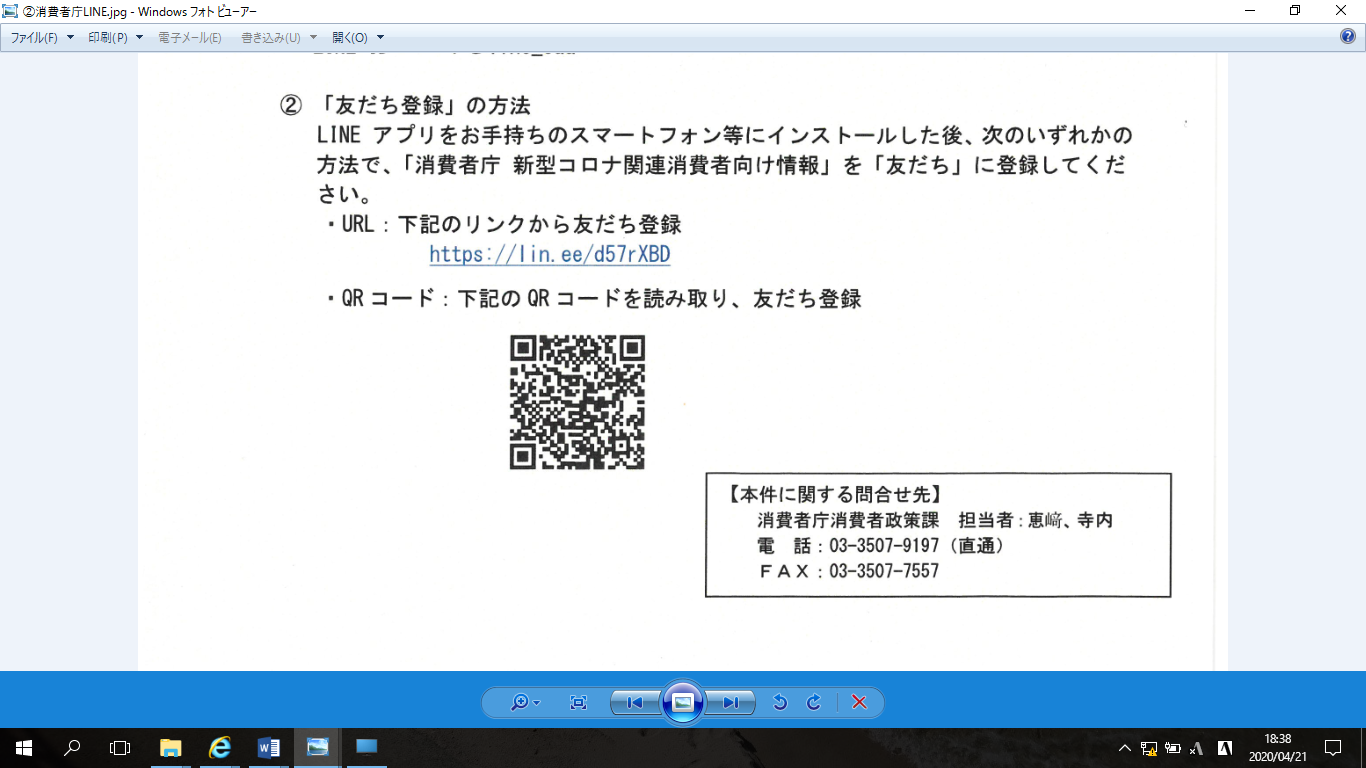 ②消費者庁LINE.jpg - Windows フォト ビューアー
ファイル(F) 印刷(P) 電子メール(E) 書き込み(U) 開く(O)
② 「友だち登録」の方法
LINE アプリをお手持ちのスマートフォン等にインストールした後、次のいずれかの
方法で、「消費者庁 新型コロナ関連消費者向け情報」を「友だち」に登録してくだ
さい。
・URL：下記のリンクから友だち登録
https://lin.ee/d57rXBD
・QRコード：下記のQRコードを読み取り、友だち登録
【本件に関する問合せ先】
消費者庁消費者政策課　担当者：恵﨑、寺内
電　話：03-3507-9197（直通）
ＦＡＸ：03-3507-7557
18:38
2020/04/21